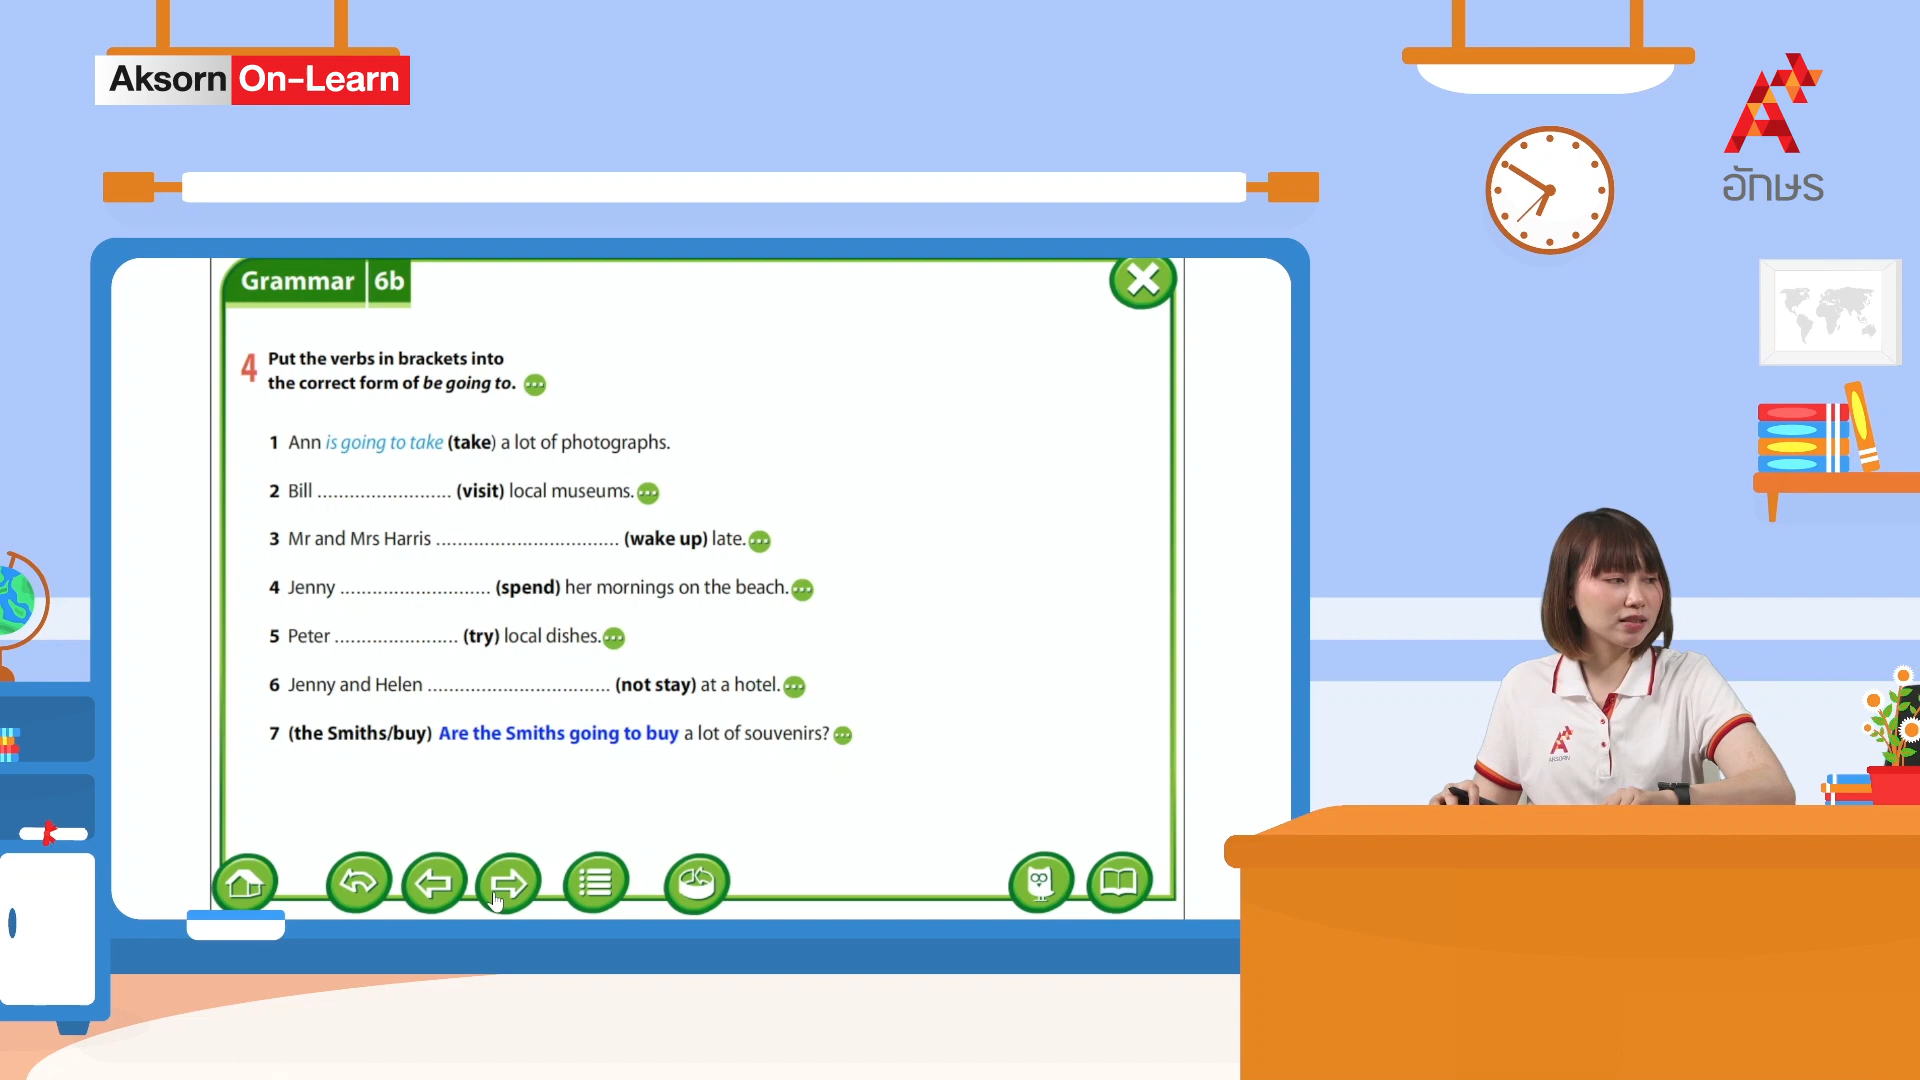 Aksorn On-Learn
อักษร
Grammar 6b
4 Put the verbs in brackets into
the correct form of be going to.
1 Ann is going to take (take) a lot of photographs.
2 Bill ......................... (visit) local museums.
3 Mr and Mrs Harris .................................. (wake up) late.
4 Jenny ............................ (spend) her mornings on the beach.
5 Peter ....................... (try) local dishes.
6 Jenny and Helen .................................. (not stay) at a hotel.
7 (the Smiths/buy) Are the Smiths going to buy a lot of souvenirs?
AKSORN